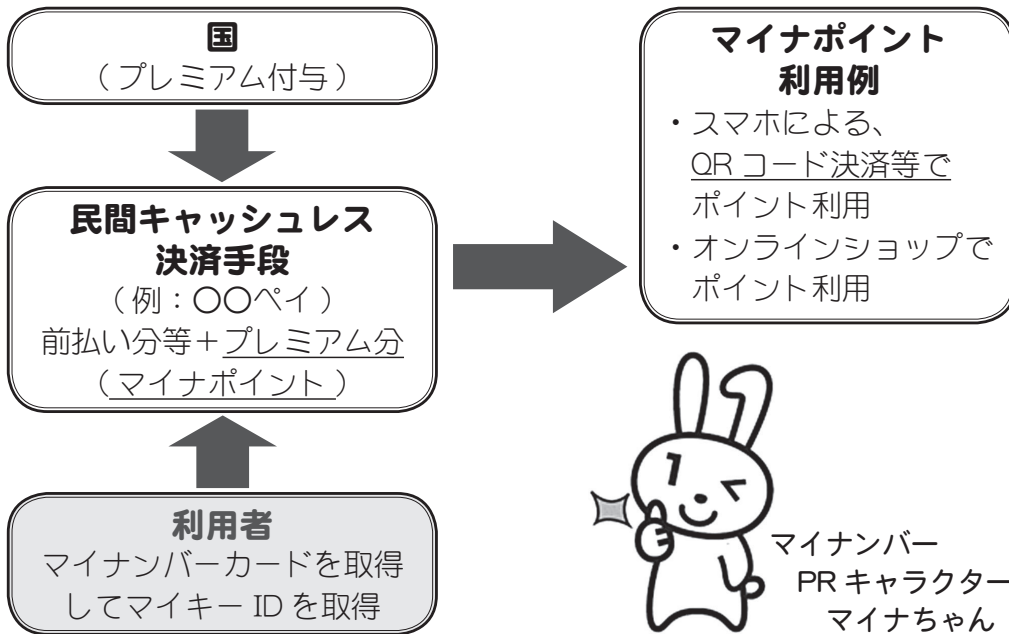 国
（プレミアム付与）
民間キャッシュレス
決済手段
（例：〇〇ペイ）
前払い分等＋プレミアム分
（マイナポイント）
利用者
マイナンバーカードを取得
してマイキー ID を取得
マイナポイント
利用例
・スマホによる、
QR コード決済等で
ポイント利用
・オンラインショップで
ポイント利用
マイナンバー
PR キャラクター
マイナちゃん